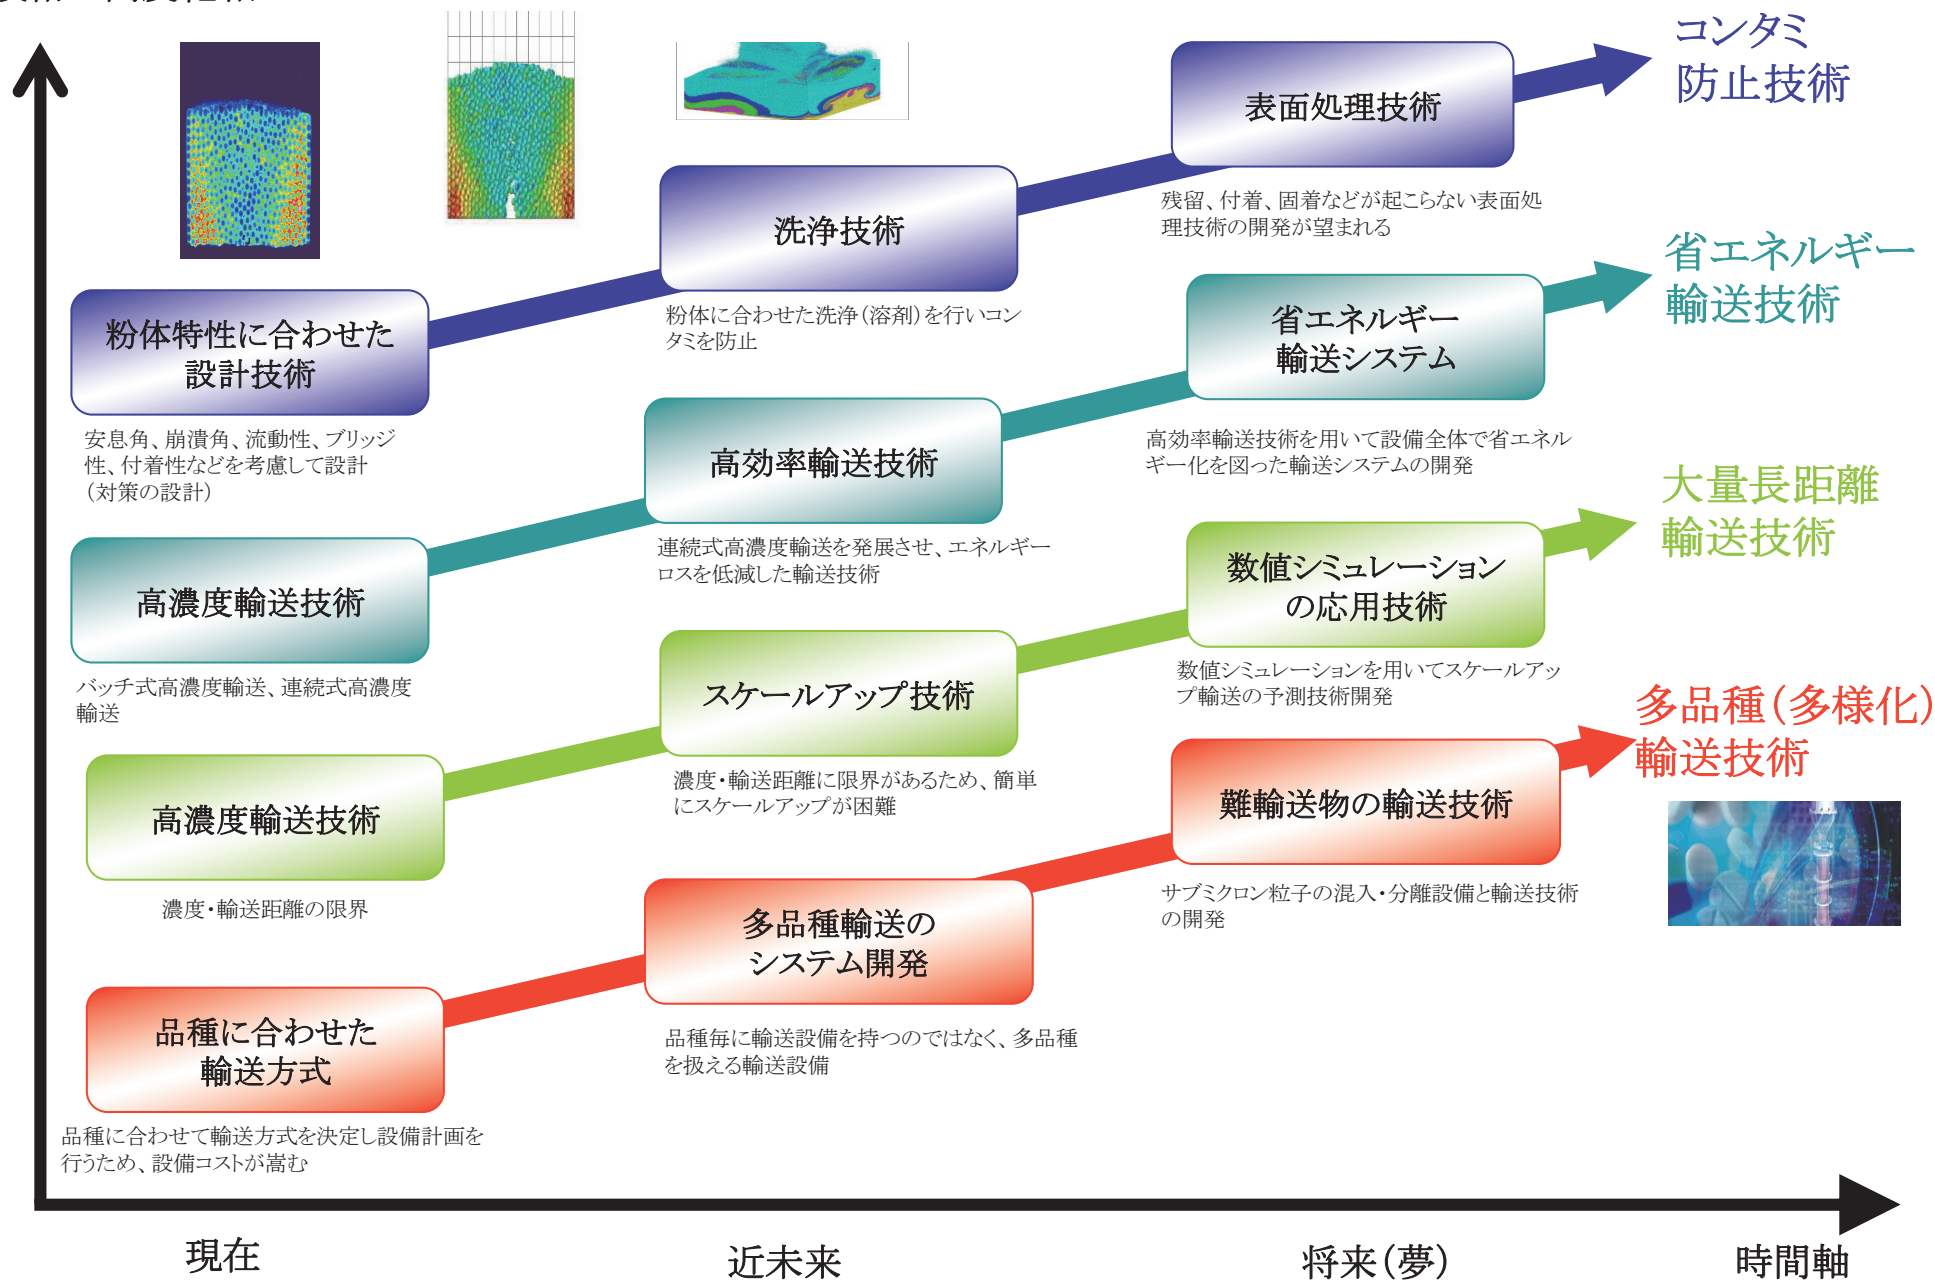 コンタミ
防止技術
表面処理技術
残留、付着、固着などが起こらない表面処
理技術の開発が望まれる
洗浄技術
粉体に合わせた洗浄（溶剤）を行いコン
タミを防止
粉体特性に合わせた
設計技術
安息角、崩潰角、流動性、ブリッジ
性、付着性などを考慮して設計
（対策の設計）
省エネルギー
輸送技術
省エネルギー
輸送システム
高効率輸送技術を用いて設備全体で省エネル
ギー化を図った輸送システムの開発
高効率輸送技術
連続式高濃度輸送を発展させ、エネルギー
ロスを低減した輸送技術
高濃度輸送技術
バッチ式高濃度輸送、連続式高濃度
輸送
大量長距離
輸送技術
数値シミュレーション
の応用技術
数値シミュレーションを用いてスケールアッ
プ輸送の予測技術開発
スケールアップ技術
濃度・輸送距離に限界があるため、簡単
にスケールアップが困難
高濃度輸送技術
濃度・輸送距離の限界
多品種（多様化）
輸送技術
難輸送物の輸送技術
サブミクロン粒子の混入・分離設備と輸送技術
の開発
多品種輸送の
システム開発
品種毎に輸送設備を持つのではなく、多品種
を扱える輸送設備
品種に合わせた
輸送方式
品種に合わせて輸送方式を決定し設備計画を
行うため、設備コストが嵩む
現在
近未来
将来（夢）
時間軸